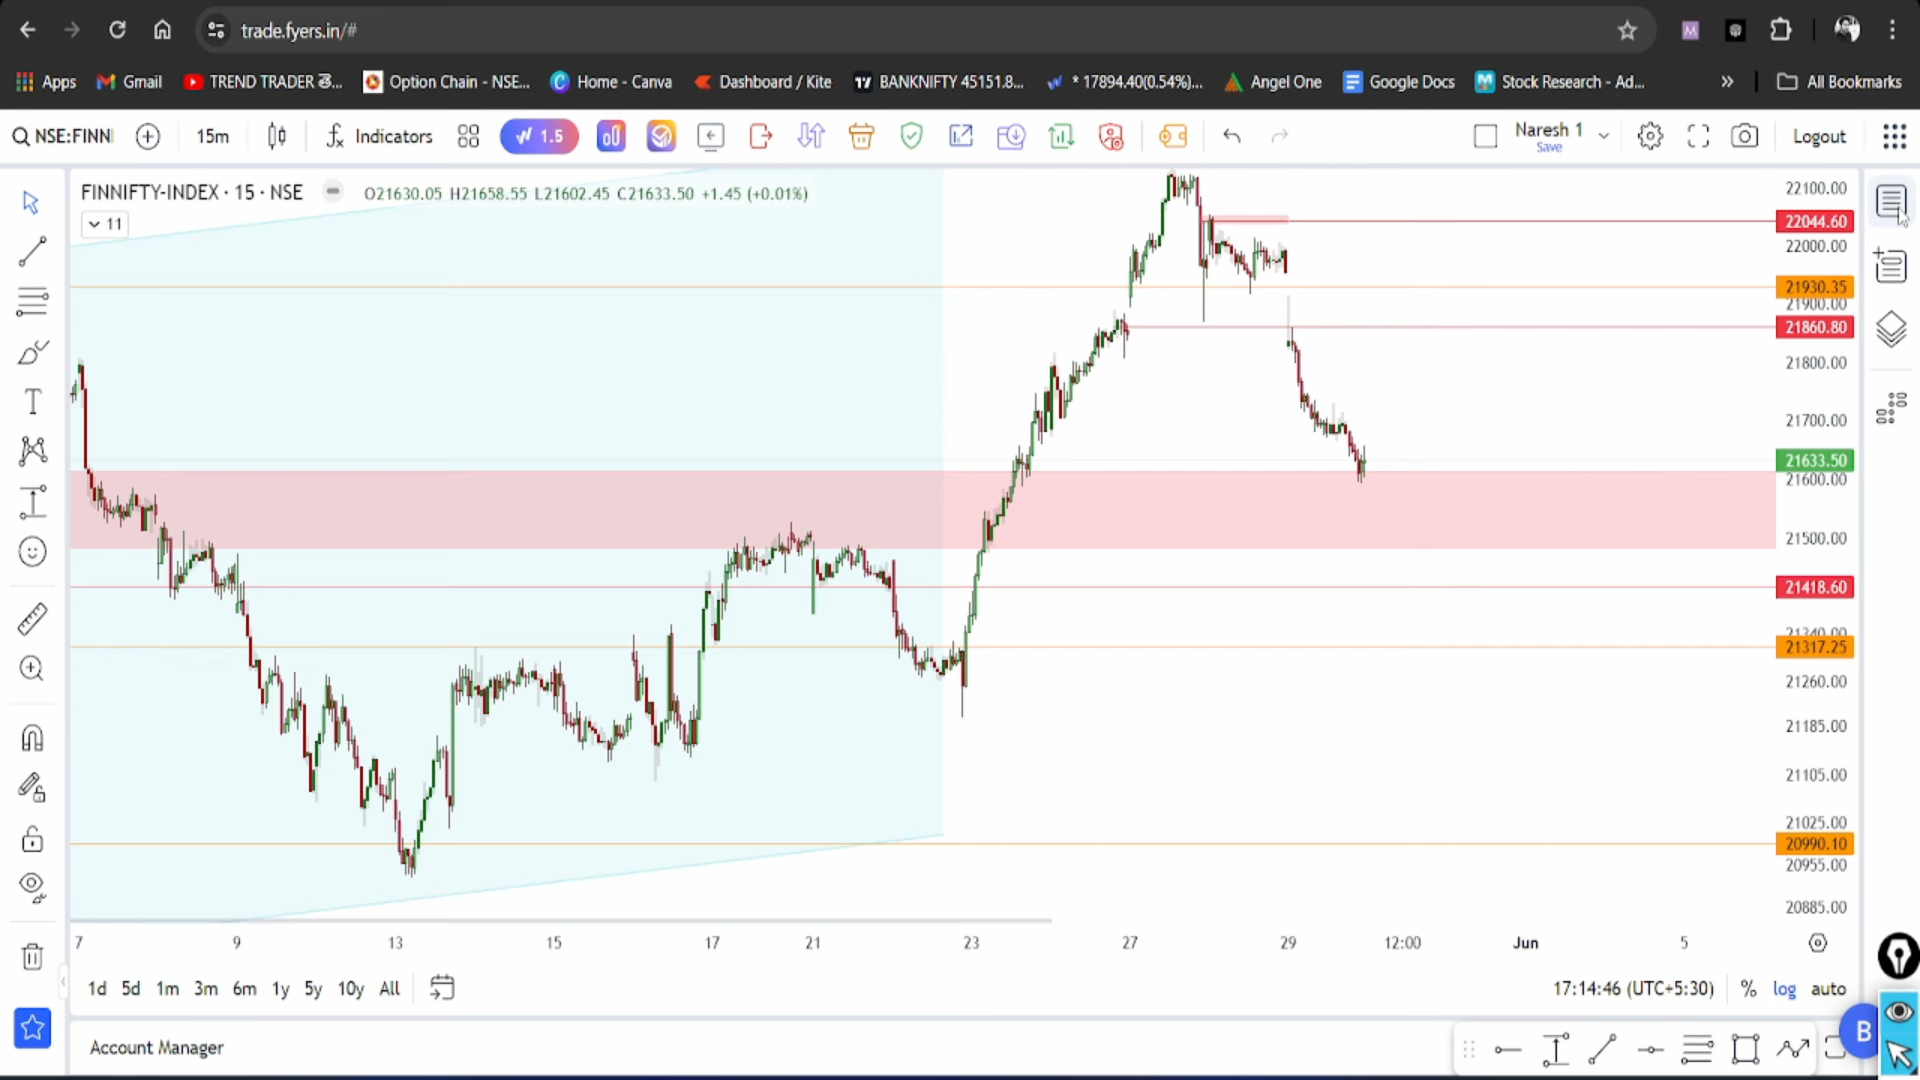 trade.fyers.in/#
Apps Gmail TREND TRADER తె... Option Chain - NSE... Home - Canva Dashboard / Kite BANKNIFTY 45151.8... * 17894.40(0.54%)... Angel One Google Docs Stock Research - Ad... » All Bookmarks
NSE:FINN 15m Indicators 1.5 Naresh 1 Save Logout
FINNIFTY-INDEX · 15 · NSE O21630.05 H21658.55 L21602.45 C21633.50 +1.45 (+0.01%)
11
22100.00
22044.60
22000.00
21930.35
21900.00
21860.80
21800.00
21700.00
21633.50
21600.00
21500.00
21418.60
21340.00
21317.25
21260.00
21185.00
21105.00
21025.00
20990.10
20955.00
20885.00
7 9 13 15 17 21 23 27 29 12:00 Jun 5
1d 5d 1m 3m 6m 1y 5y 10y All 17:14:46 (UTC+5:30) % log auto
Account Manager
B